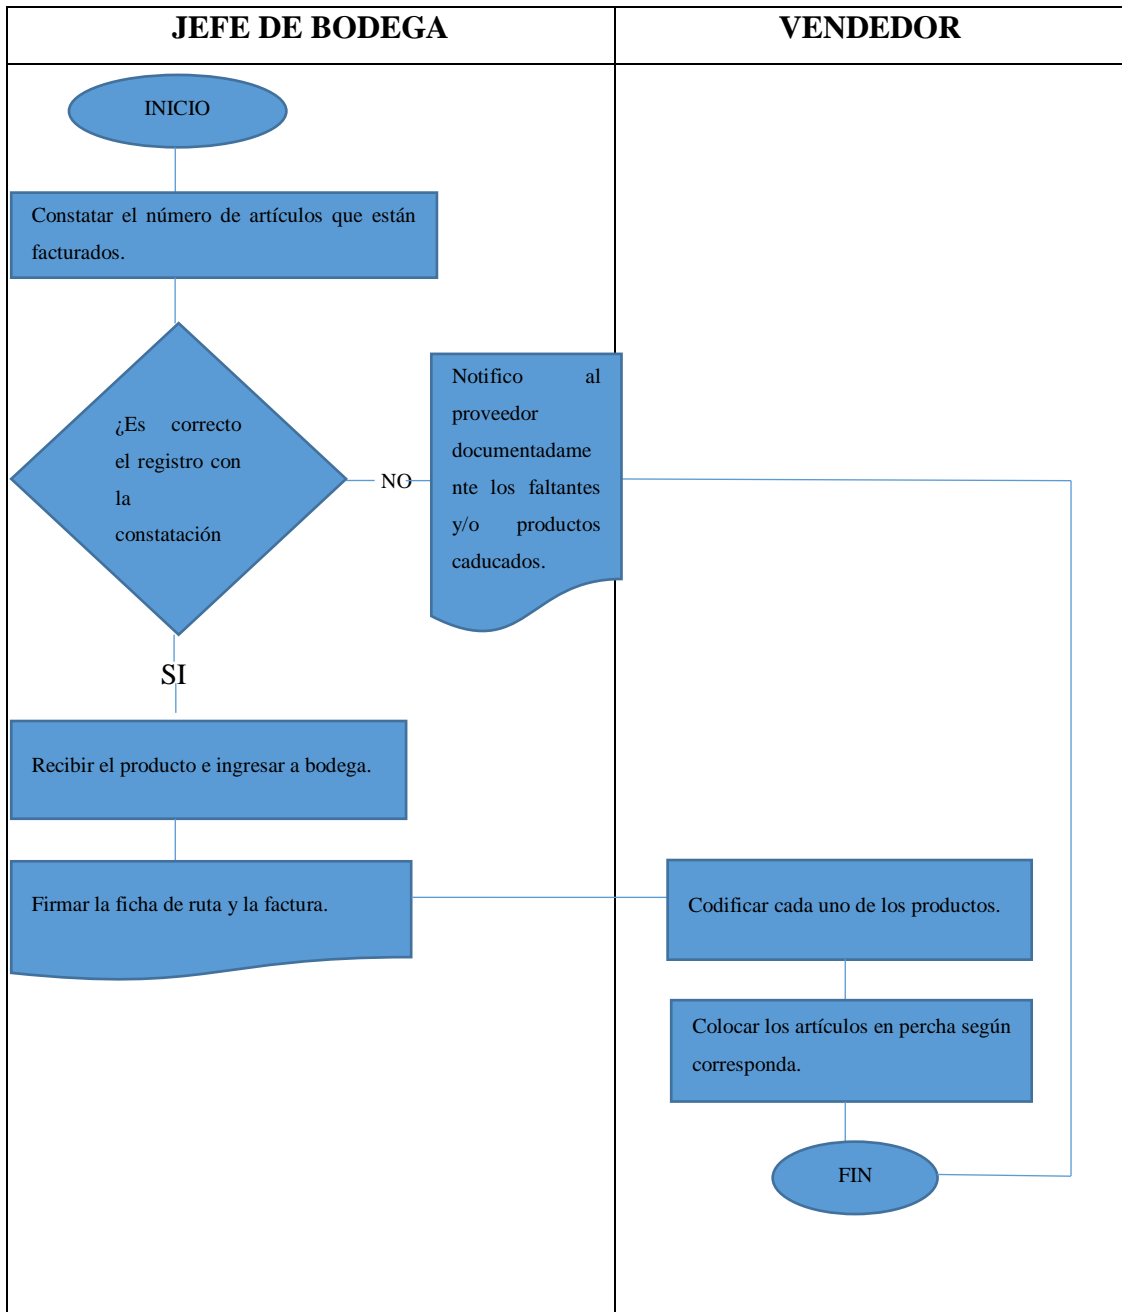 JEFE DE BODEGA
VENDEDOR
INICIO
Constatar el número de artículos que están
facturados.
¿Es correcto
el registro con
la
constatación
NO
Notifico al
proveedor
documentadame
nte los faltantes
y/o productos
caducados.
SI
Recibir el producto e ingresar a bodega.
Firmar la ficha de ruta y la factura.
Codificar cada uno de los productos.
Colocar los artículos en percha según
corresponda.
FIN